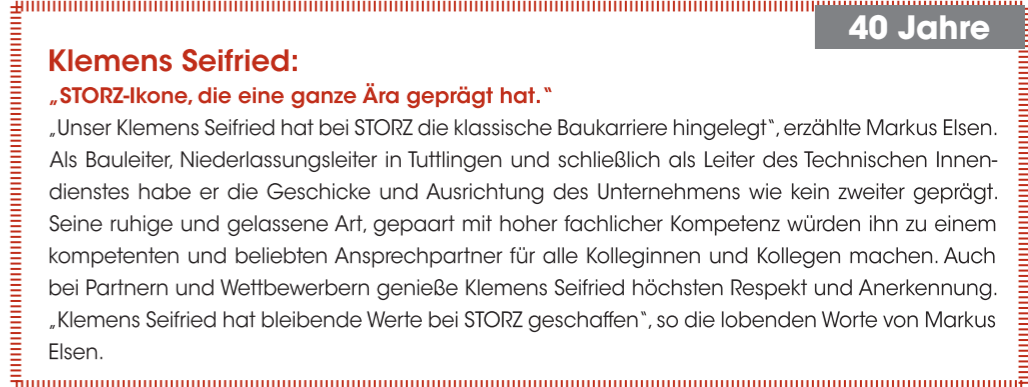 40 Jahre
Klemens Seifried:
„STORZ-Ikone, die eine ganze Ära geprägt hat.“
„Unser Klemens Seifried hat bei STORZ die klassische Baukarriere hingelegt“, erzählte Markus Elsen.
Als Bauleiter, Niederlassungsleiter in Tuttlingen und schließlich als Leiter des Technischen Innen-
dienstes habe er die Geschicke und Ausrichtung des Unternehmens wie kein zweiter geprägt.
Seine ruhige und gelassene Art, gepaart mit hoher fachlicher Kompetenz würden ihn zu einem
kompetenten und beliebten Ansprechpartner für alle Kolleginnen und Kollegen machen. Auch
bei Partnern und Wettbewerbern genieße Klemens Seifried höchsten Respekt und Anerkennung.
„Klemens Seifried hat bleibende Werte bei STORZ geschaffen“, so die lobenden Worte von Markus
Elsen.